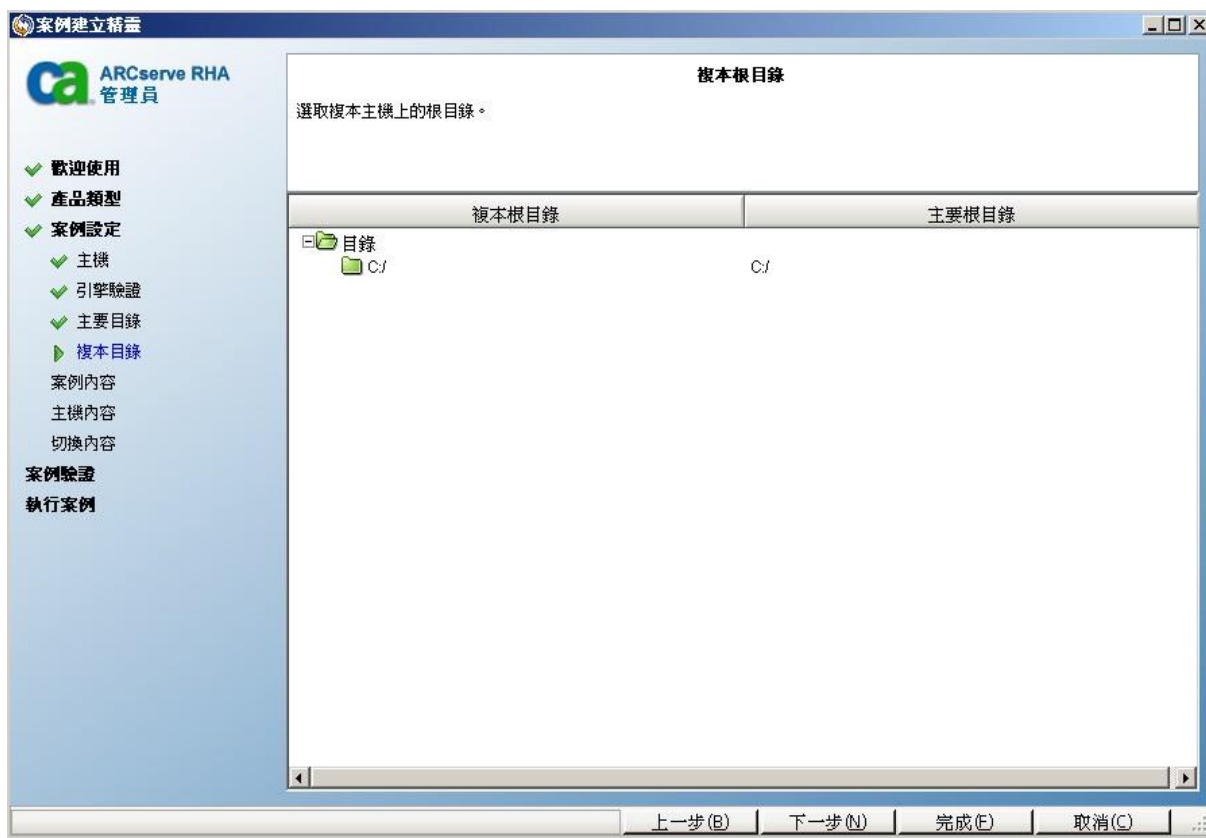 案例建立精靈
ca ARCserve RHA
管理員
歡迎使用
產品類型
案例設定
主機
引擎驗證
主要目錄
複本目錄
案例內容
主機內容
切換內容
案例驗證
執行案例
複本根目錄
選取複本主機上的根目錄。
複本根目錄 主要根目錄
目錄
C:/ C:/
上一步(B) 下一步(N) 完成(F) 取消(C)